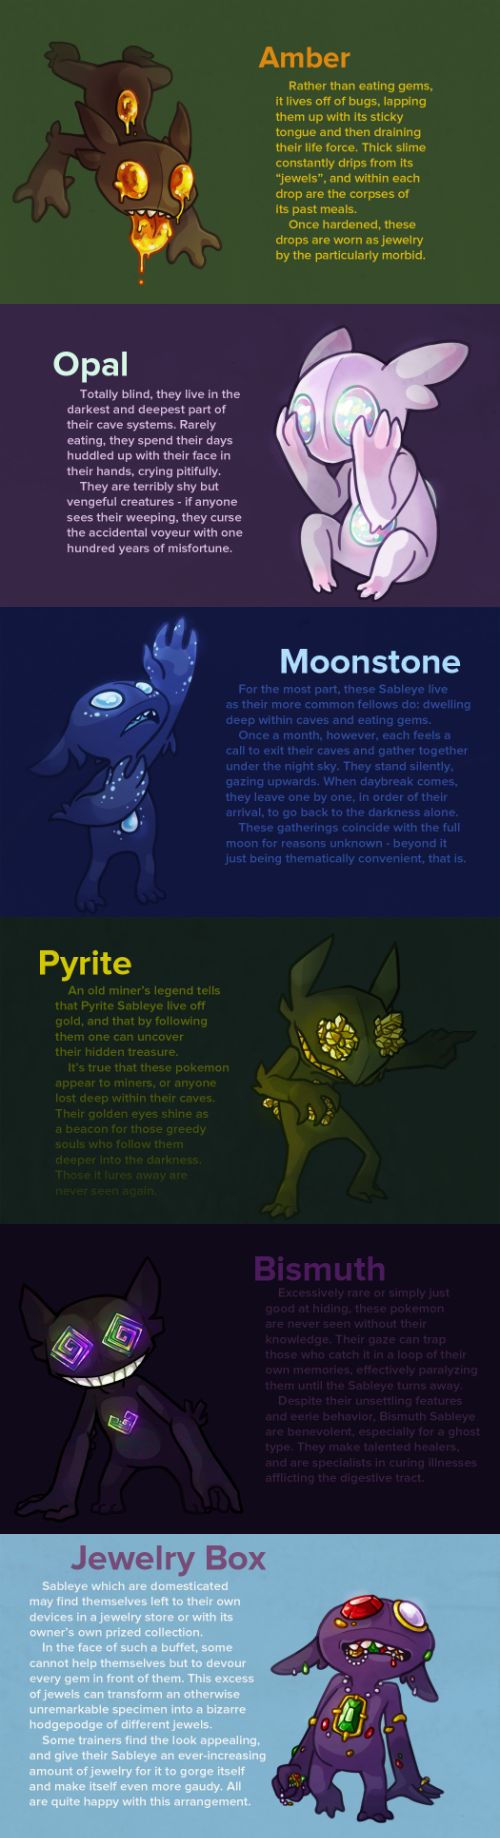 Amber
Rather than eating gems,
it lives off of bugs, lapping
them up with its sticky
tongue and then draining
their life force. Thick slime
constantly drips from its
“jewels”, and within each
drop are the corpses of
its past meals.
Once hardened, these
drops are worn as jewelry
by the particularly morbid.
Opal
Totally blind, they live in the
darkest and deepest part of
their cave systems. Rarely
eating, they spend their days
huddled up with their face in
their hands, crying pitifully.
They are terribly shy but
vengeful creatures - if anyone
sees their weeping, they curse
the accidental voyeur with one
hundred years of misfortune.
Moonstone
For the most part, these Sableye live
as their more common fellows do: dwelling
deep within caves and eating gems.
Once a month, however, each feels a
call to exit their caves and gather together
under the night sky. They stand silently,
gazing upwards. When daybreak comes,
they leave one by one, in order of their
arrival, to go back to the darkness alone.
These gatherings coincide with the full
moon for reasons unknown - beyond it
just being thematically convenient, that is.
Pyrite
An old miner's legend tells
that Pyrite Sableye live off
gold, and that by following
them one can uncover
their hidden treasure.
It's true that these pokemon
appear to miners, or anyone
lost deep within their caves.
Their golden eyes shine as
a beacon for those greedy
souls who follow them
deeper into the darkness.
Those it lures away are
never seen again.
Bismuth
Excessively rare or simply just
good at hiding, these pokemon
are never seen without their
knowledge. Their gaze can trap
those who catch it in a loop of their
own memories, effectively paralyzing
them until the Sableye turns away.
Despite their unsettling features
and eerie behavior, Bismuth Sableye
are benevolent, especially for a ghost
type. They make talented healers,
and are specialists in curing illnesses
afflicting the digestive tract.
Jewelry Box
Sableye which are domesticated
may find themselves left to their own
devices in a jewelry store or with its
owner's own prized collection.
In the face of such a buffet, some
cannot help themselves but to devour
every gem in front of them. This excess
of jewels can transform an otherwise
unremarkable specimen into a bizarre
hodgepodge of different jewels.
Some trainers find the look appealing,
and give their Sableye an ever-increasing
amount of jewelry for it to gorge itself
and make itself even more gaudy. All
are quite happy with this arrangement.